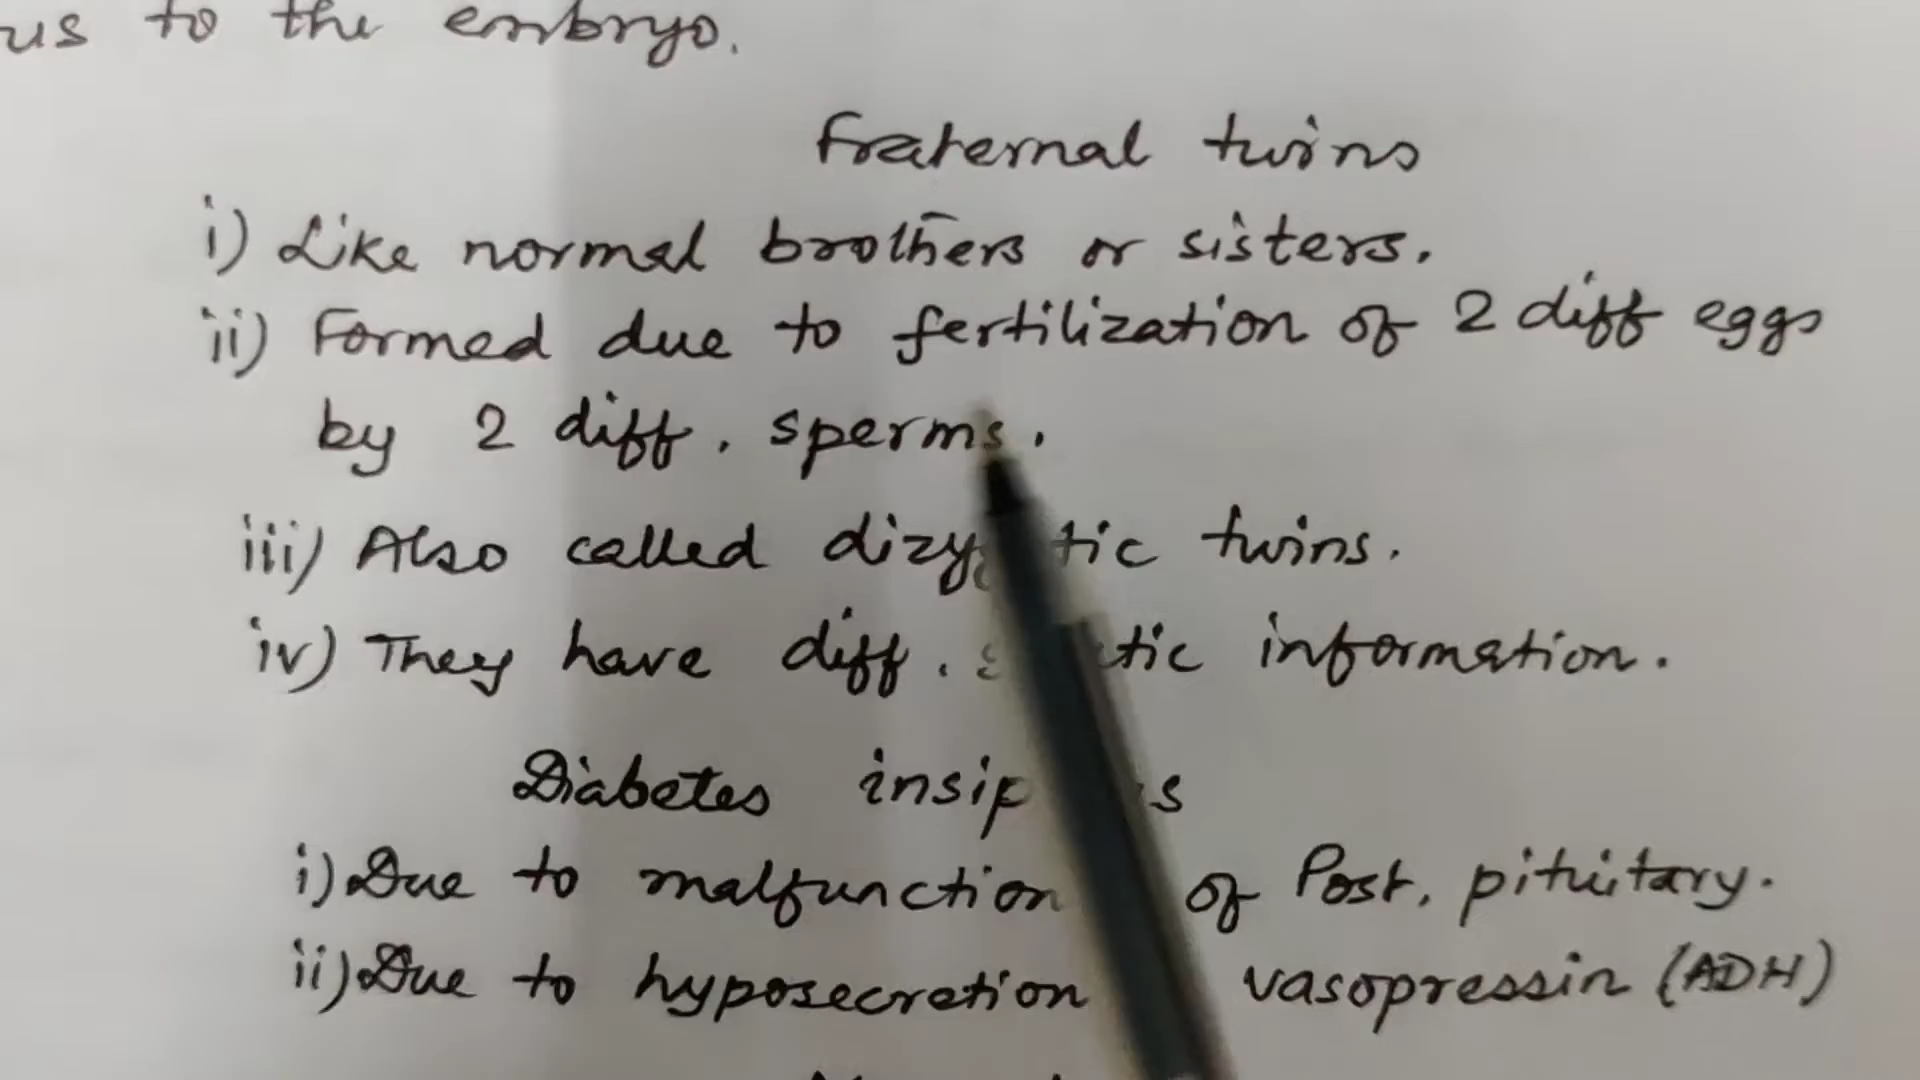 us to the embryo.
Fraternal twins
i) Like normal brothers or sisters.
ii) Formed due to fertilization of 2 diff eggs
by 2 diff. sperms.
iii) Also called twins.
iv) They have diff. information.
Diabetes
i) Due to malfunction of Post. pituitary.
ii) Due to hyposecretion vasopressin (ADH)